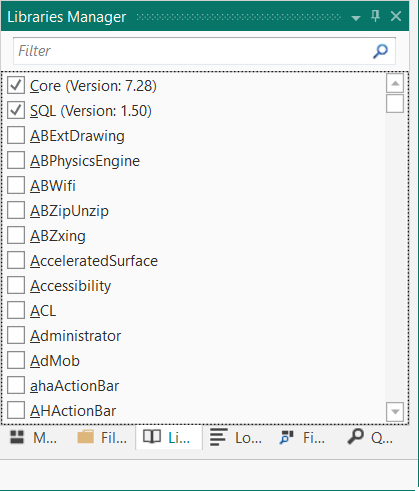 Libraries Manager
Filter
Core (Version: 7.28)
SQL (Version: 1.50)
ABExtDrawing
ABPhysicsEngine
ABWifi
ABZipUnzip
ABZxing
AcceleratedSurface
Accessibility
ACL
Administrator
AdMob
ahaActionBar
AHActionBar
M... Fil... Li... Lo... Fi... Q...